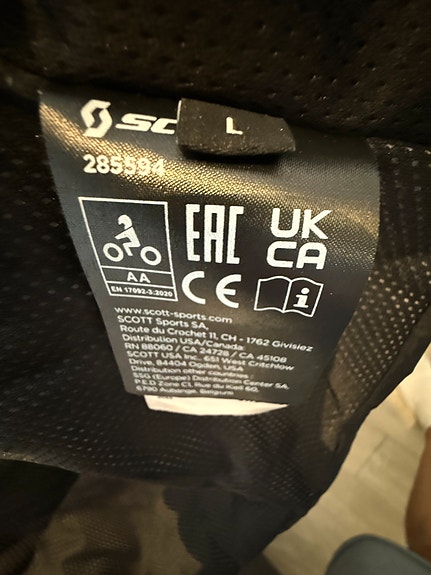 SC
L
285594
EAC
UK
CA
AA
EN 17092-3:2020
CE
i
www.scott-sports.com
SCOTT Sports SA,
Route du Crochet 11, CH - 1762 Givisiez
Distribution USA/Canada
RN 88060 / CA 24728 / CA 45108
SCOTT USA Inc. 651 West Critchlow
Drive, 84404 Ogden, USA
Distribution other countries :
SSG (Europe) Distribution Center SA,
P.E.D Zone C1, Rue du Kiell 60,
6790 Aubange, Belgium